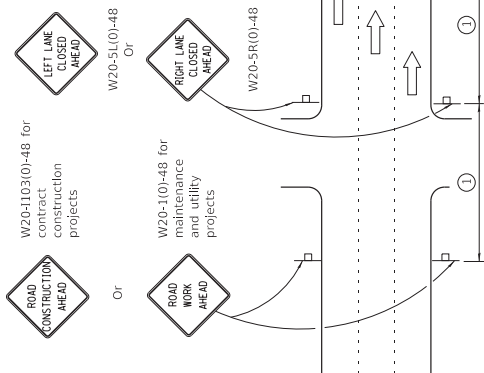 LEFT LANE
CLOSED
AHEAD
W20-5L(0)-48
Or
RIGHT LANE
CLOSED
AHEAD
W20-5R(0)-48
1
W20-I103(0)-48 for
contract
construction
projects
W20-1(0)-48 for
maintenance
and utility
projects
1
ROAD
CONSTRUCTION
AHEAD
Or
ROAD
WORK
AHEAD